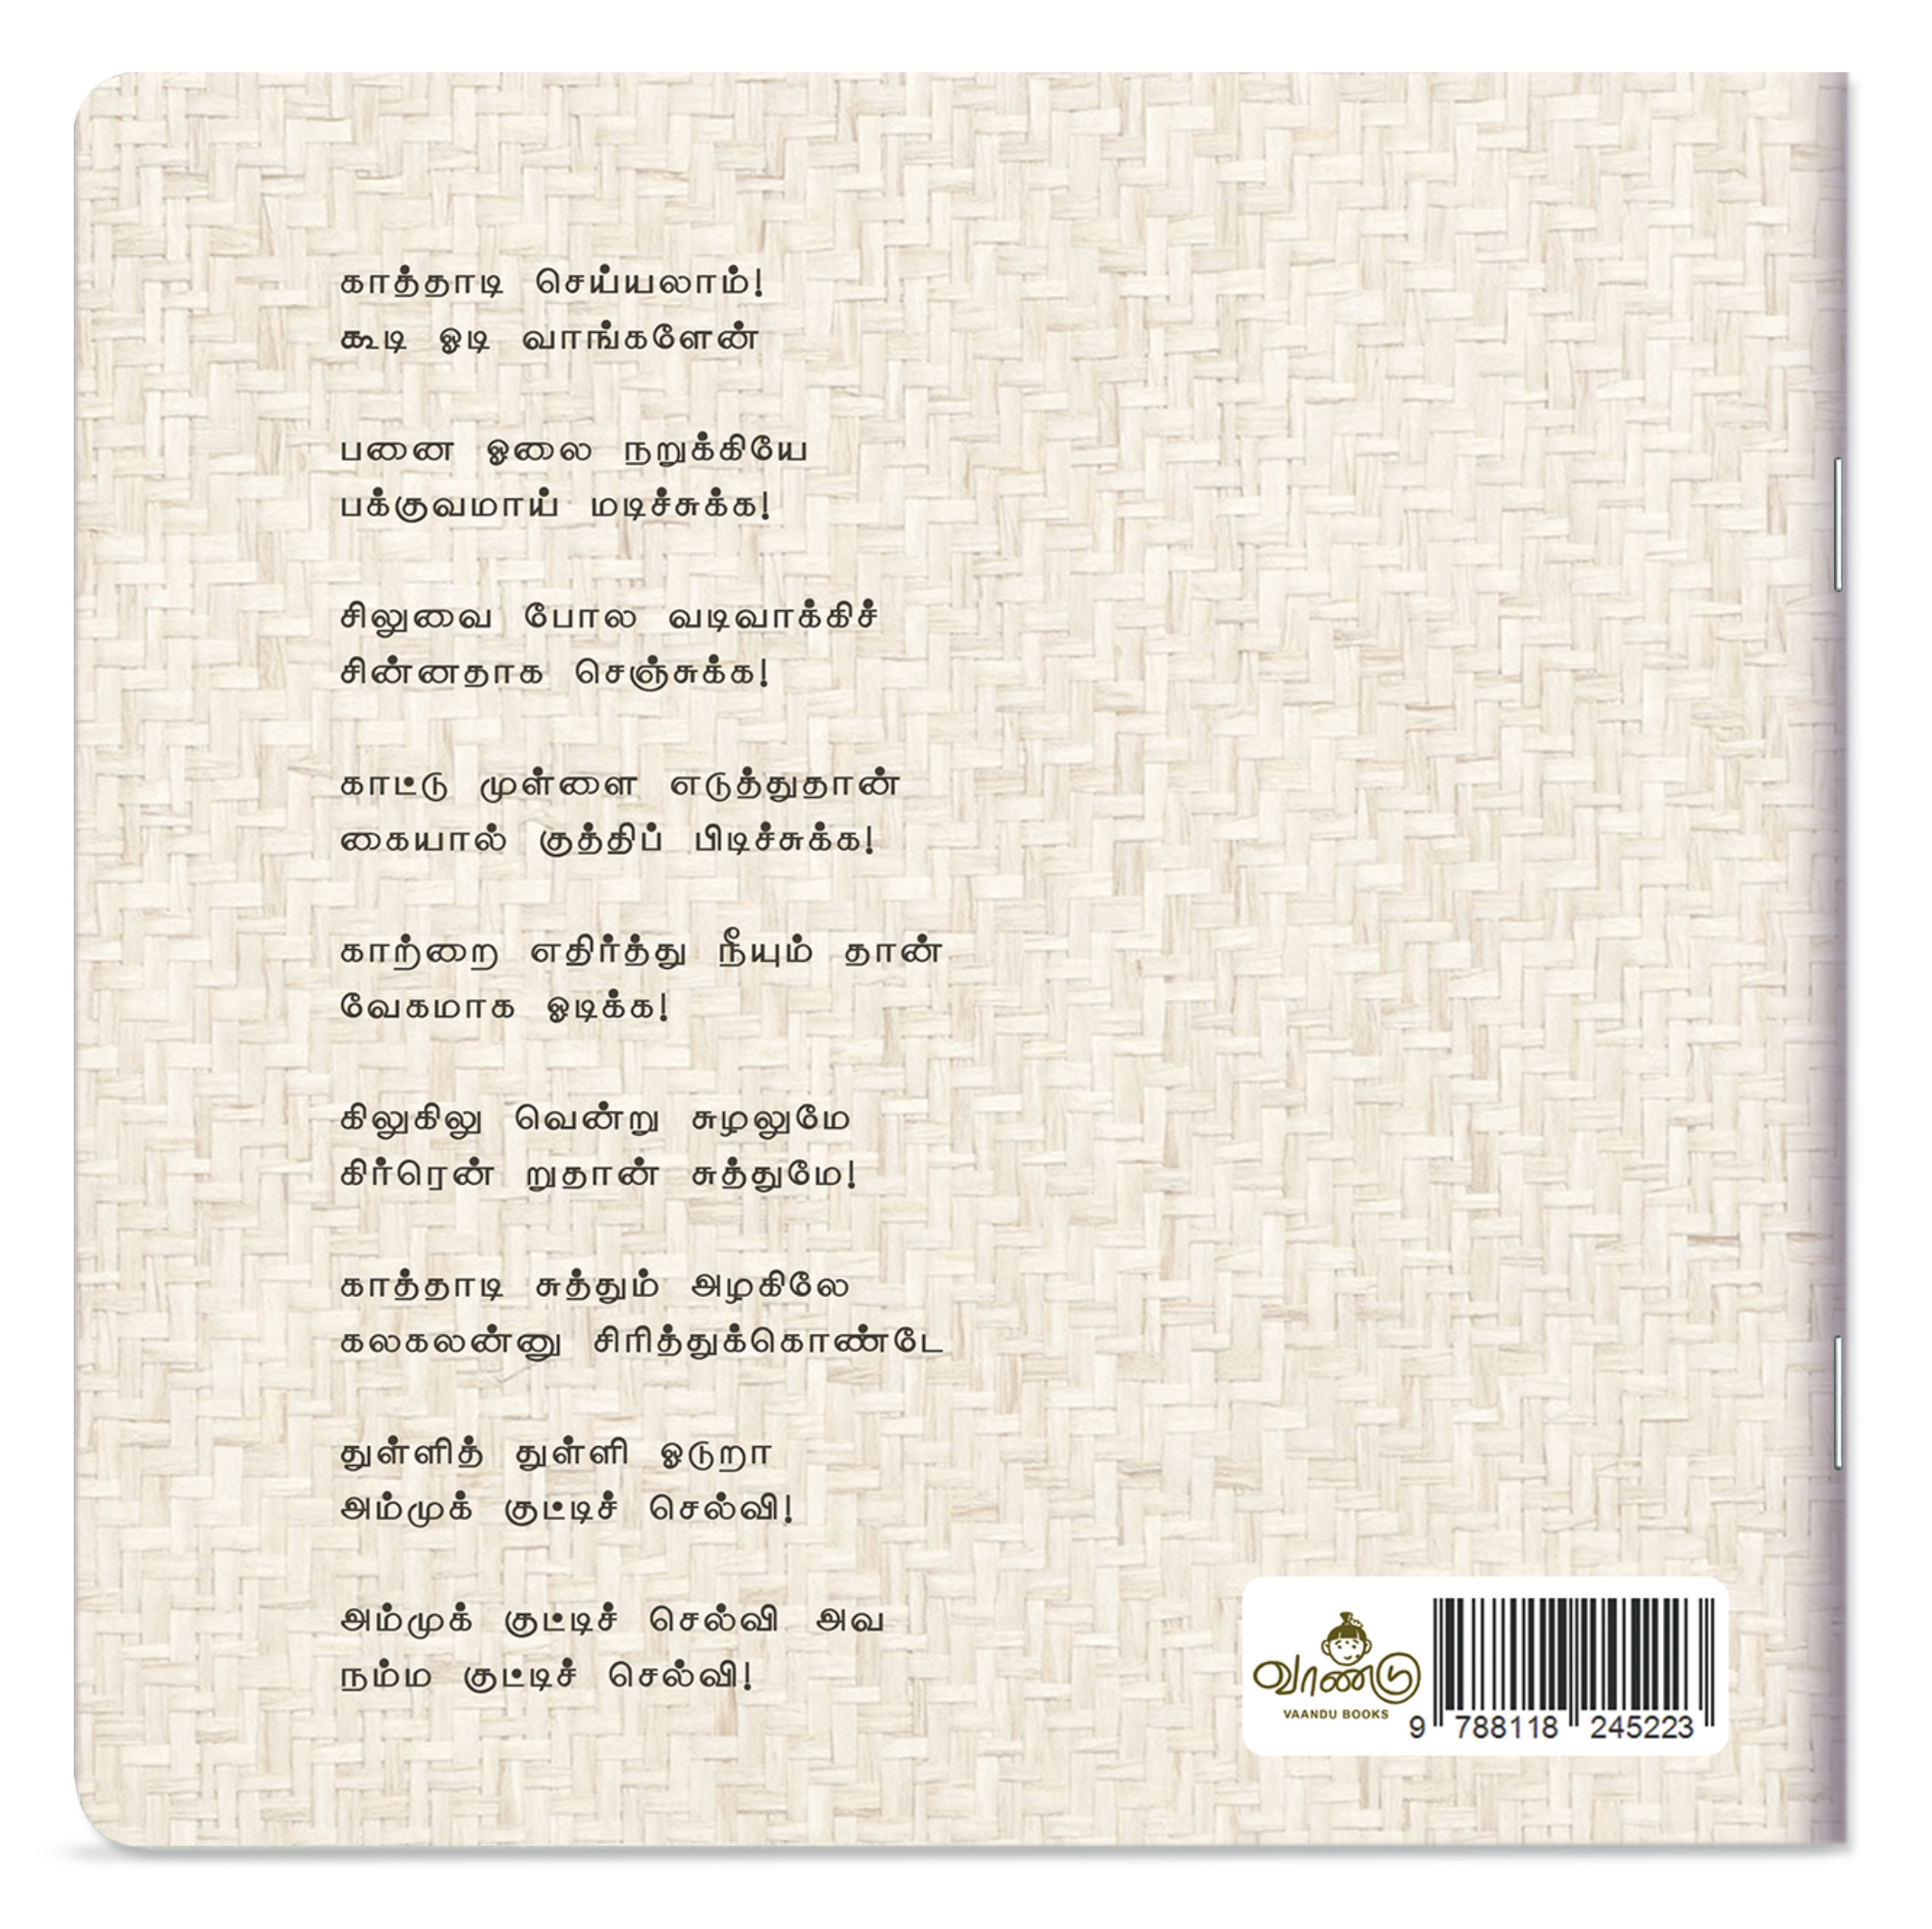 காத்தாடி செய்யலாம்!
கூடி ஓடி வாங்களேன்
பனை ஓலை நறுக்கியே
பக்குவமாய் மடிச்சுக்க!
சிலுவை போல வடிவாக்கிச்
சின்னதாக செஞ்சுக்க!
காட்டு முள்ளை எடுத்துதான்
கையால் குத்திப் பிடிச்சுக்க!
காற்றை எதிர்த்து நீயும் தான்
வேகமாக ஓடிக்க!
கிலுகிலு வென்று சுழலுமே
கிர்ரென் றுதான் சுத்துமே!
காத்தாடி சுத்தும் அழகிலே
கலகலண்ணு சிரித்துக்கொண்டே
துள்ளித் துள்ளி ஓடுறா
அம்முக் குட்டிச் செல்வி!
அம்முக் குட்டிச் செல்வி அவ
நம்ம குட்டிச் செல்வி!
வாண்டு
VAANDU BOOKS
9 788118 245223